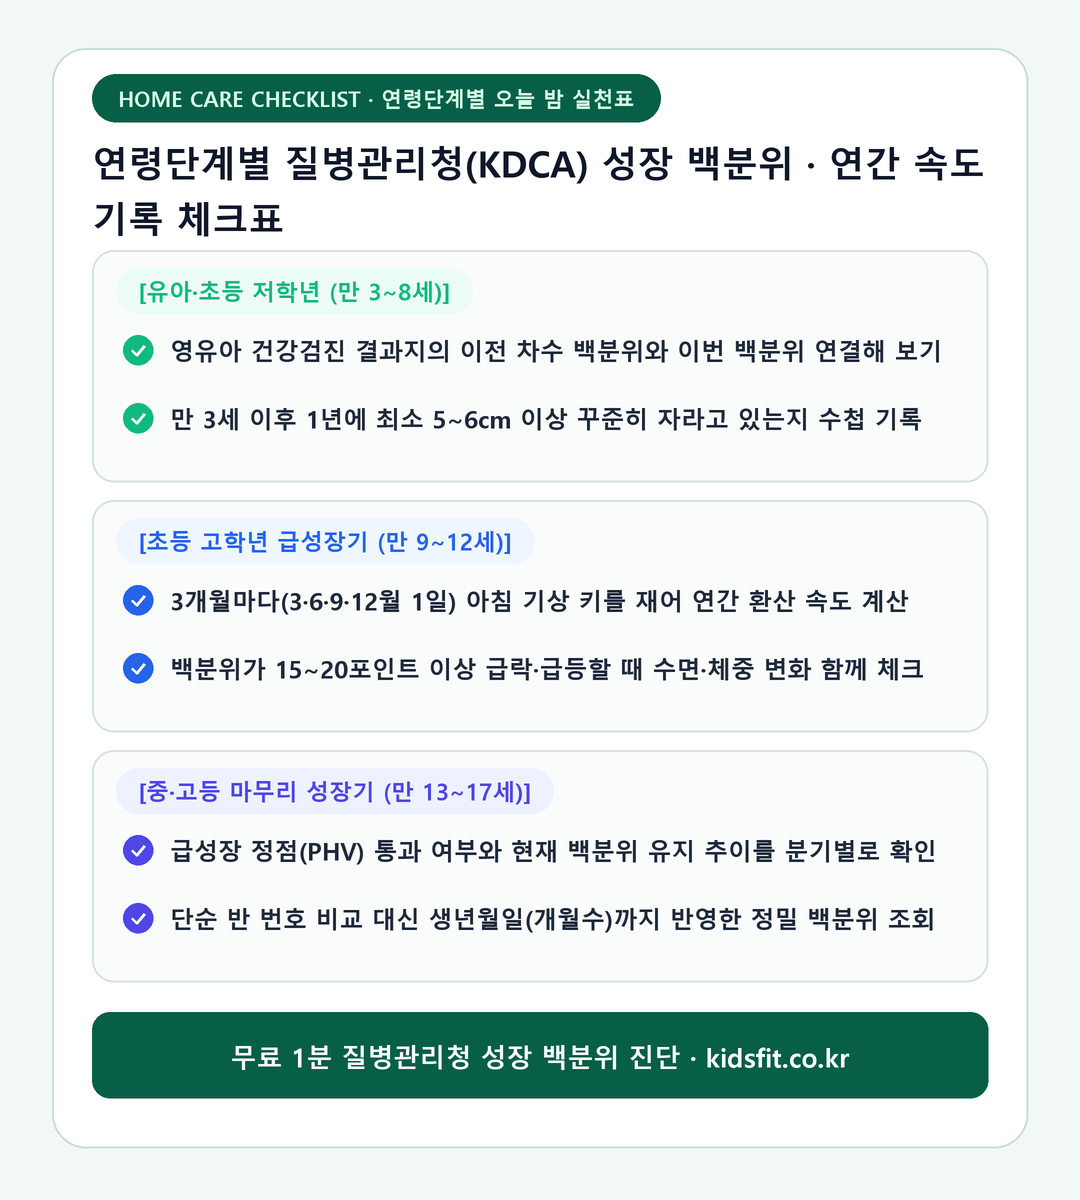 HOME CARE CHECKLIST · 연령단계별 오늘 밤 실천표
연령단계별 질병관리청(KDCA) 성장 백분위 · 연간 속도
기록 체크표
[유아·초등 저학년 (만 3~8세)]
영유아 건강검진 결과지의 이전 차수 백분위와 이번 백분위 연결해 보기
만 3세 이후 1년에 최소 5~6cm 이상 꾸준히 자라고 있는지 수첩 기록
[초등 고학년 급성장기 (만 9~12세)]
3개월마다(3·6·9·12월 1일) 아침 기상 키를 재어 연간 환산 속도 계산
백분위가 15~20포인트 이상 급락·급등할 때 수면·체중 변화 함께 체크
[중·고등 마무리 성장기 (만 13~17세)]
급성장 정점(PHV) 통과 여부와 현재 백분위 유지 추이를 분기별로 확인
단순 반 번호 비교 대신 생년월일(개월수)까지 반영한 정밀 백분위 조회
무료 1분 질병관리청 성장 백분위 진단 · kidsfit.co.kr